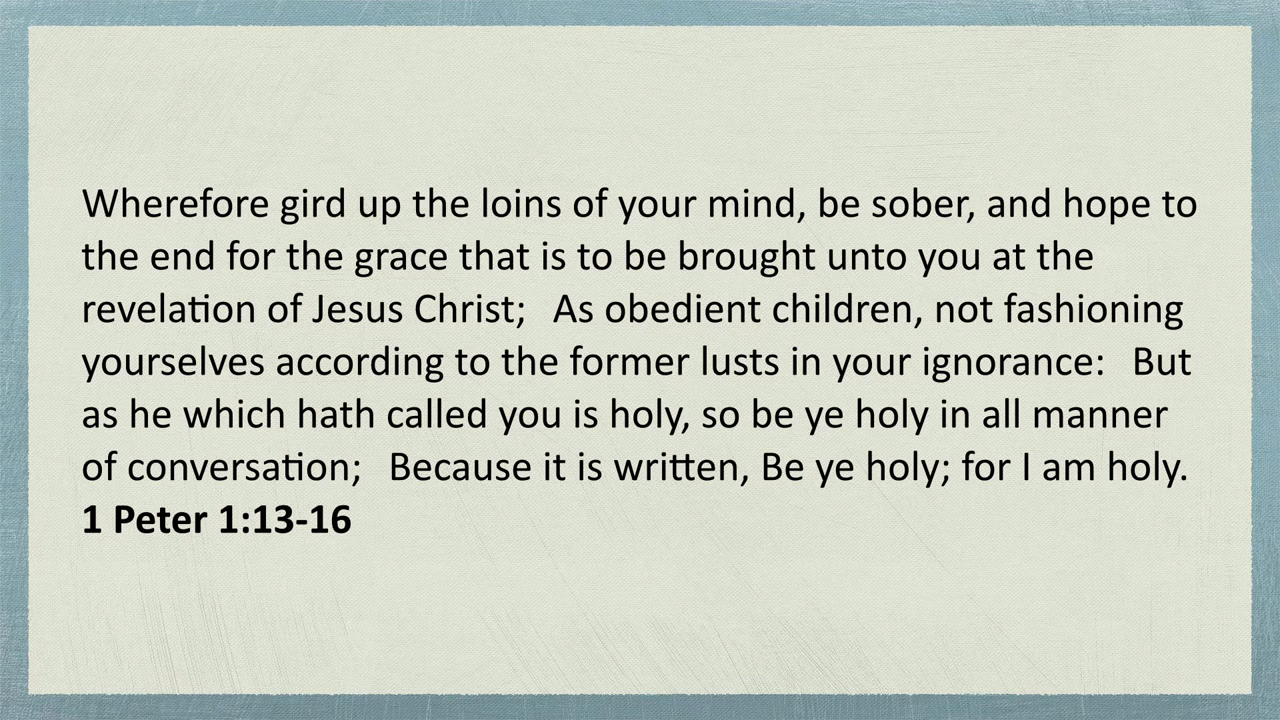 Wherefore gird up the loins of your mind, be sober, and hope to
the end for the grace that is to be brought unto you at the
revelation of Jesus Christ;   As obedient children, not fashioning
yourselves according to the former lusts in your ignorance:   But
as he which hath called you is holy, so be ye holy in all manner
of conversation;   Because it is written, Be ye holy; for I am holy.
1 Peter 1:13-16